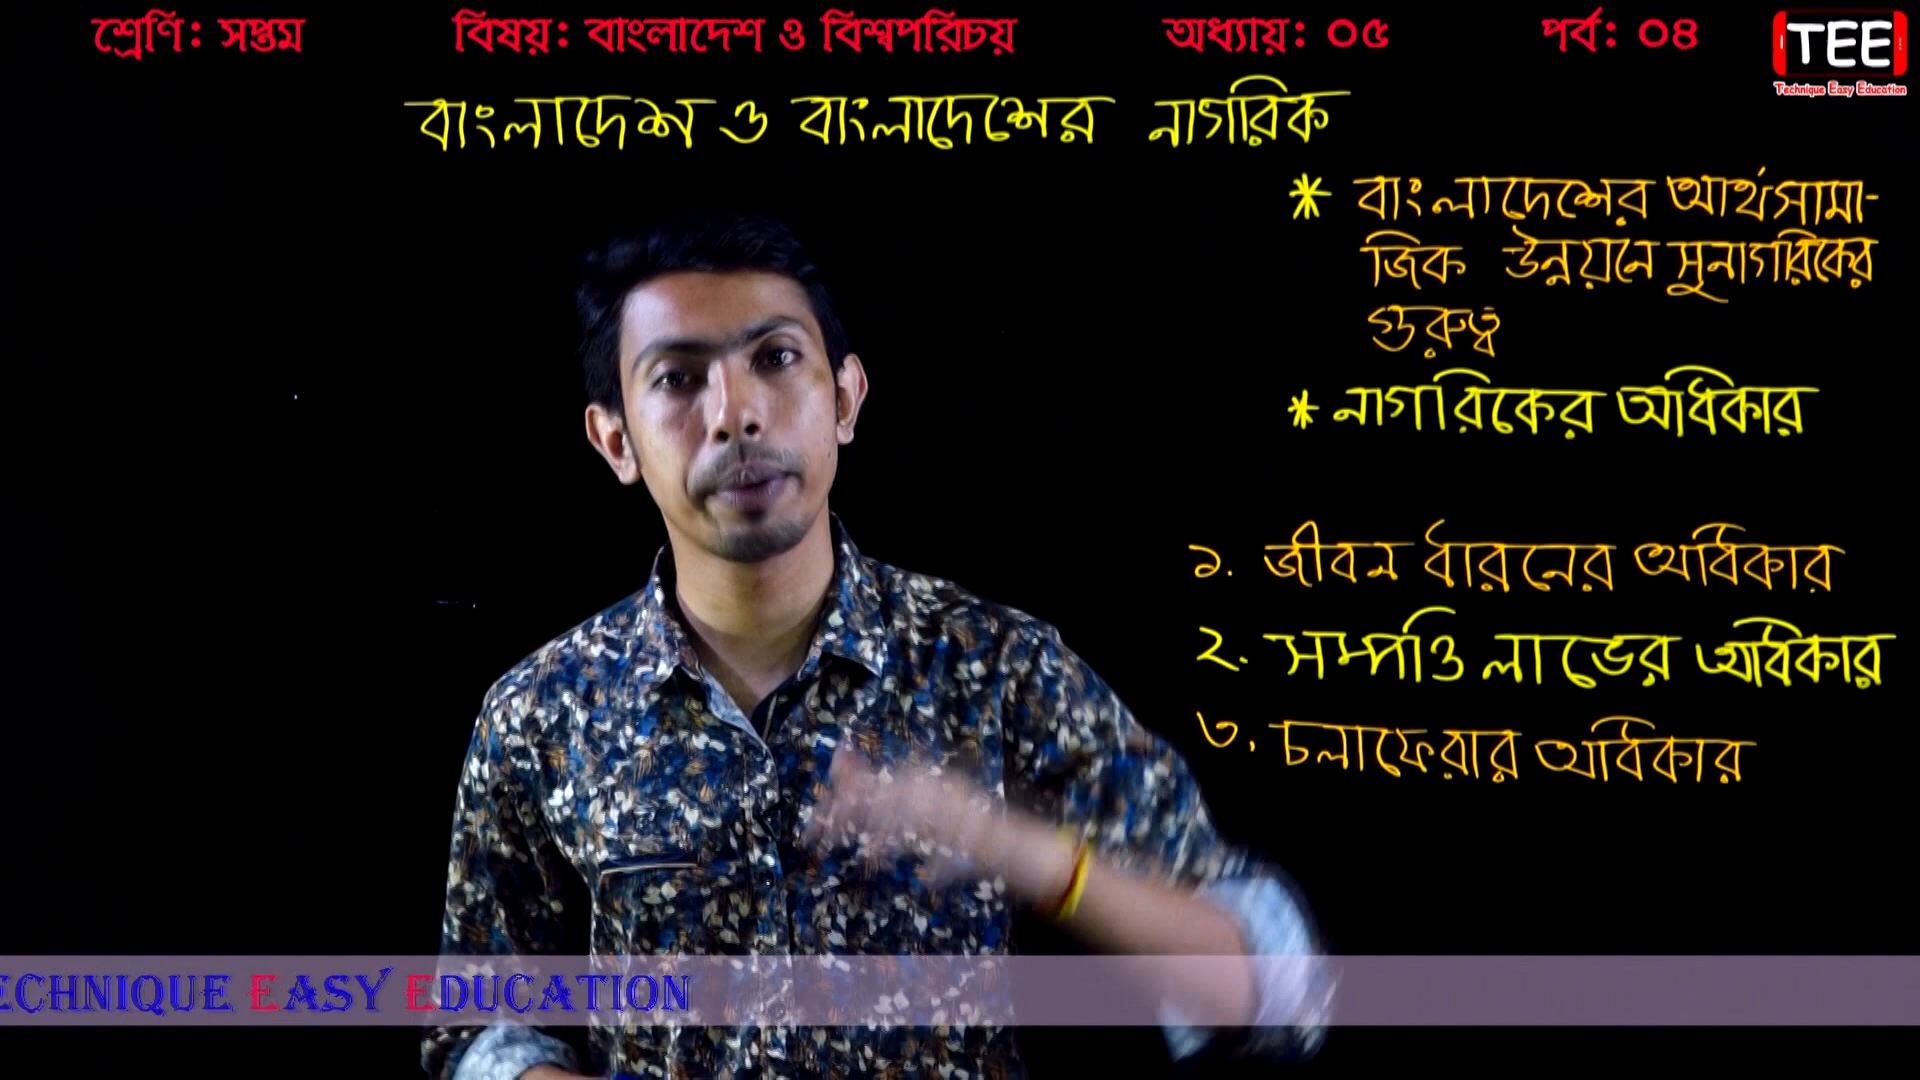 শ্রেণি: সপ্তম বিষয়: বাংলাদেশ ও বিশ্বপরিচয় অধ্যায়: ০৫ পর্ব: ০৪
TEE
Technique Easy Education
বাংলাদেশ ও বাংলাদেশের নাগরিক
* বাংলাদেশের আর্থসামা-
জিক উন্নয়নে সুনাগরিকের
গুরুত্ব
* নাগরিকের অধিকার
১. জীবন ধারনের অধিকার
২. সম্পত্তি লাভের অধিকার
৩. চলাফেরার অধিকার
ECHNIQUE EASY EDUCATION